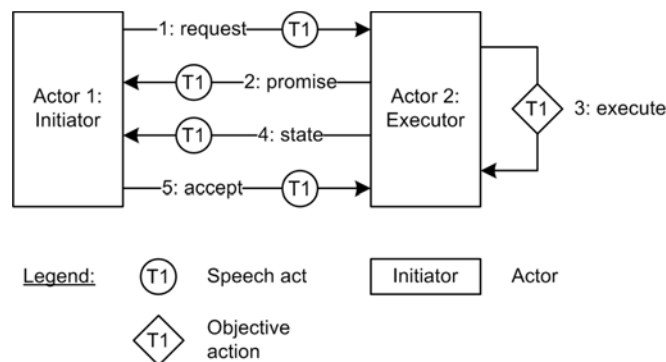 1: request T1
Actor 1:
Initiator
T1 2: promise
T1 4: state
5: accept T1
Actor 2:
Executor
T1 3: execute
Legend:
T1 Speech act
Initiator Actor
T1 Objective
action